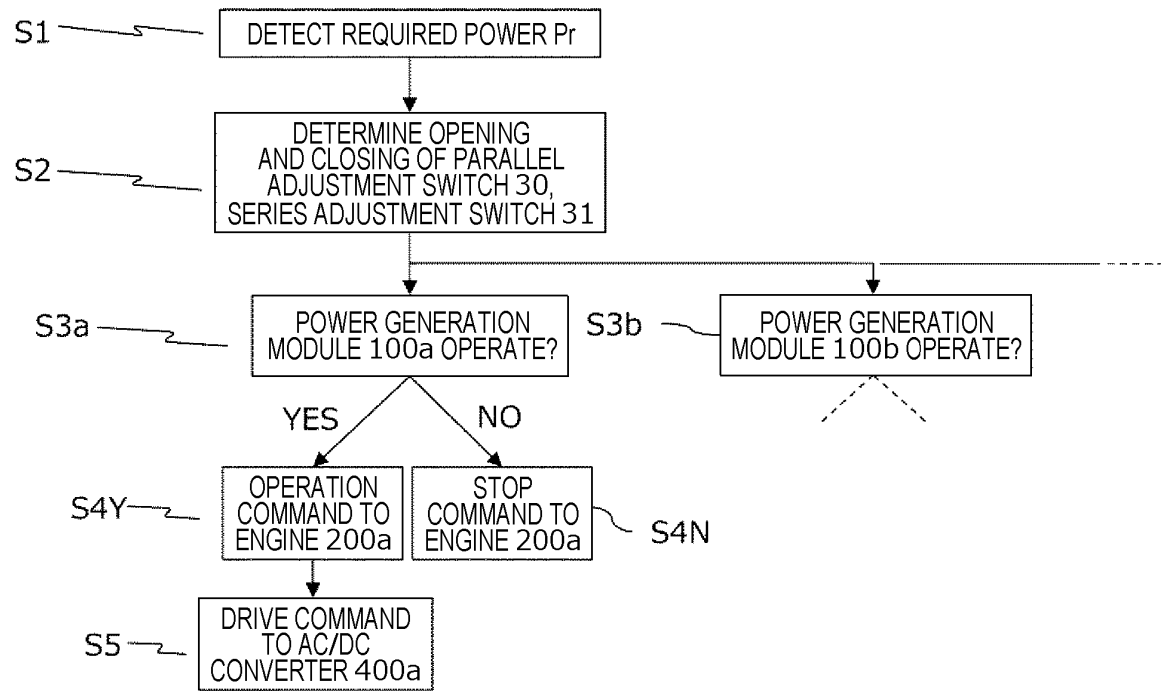 S1
DETECT REQUIRED POWER Pr
S2
DETERMINE OPENING
AND CLOSING OF PARALLEL
ADJUSTMENT SWITCH 30,
SERIES ADJUSTMENT SWITCH 31
S3a
POWER GENERATION
MODULE 100a OPERATE?
S3b
POWER GENERATION
MODULE 100b OPERATE?
YES
NO
S4Y
OPERATION
COMMAND TO
ENGINE 200a
STOP
COMMAND TO
ENGINE 200a
S4N
S5
DRIVE COMMAND
TO AC/DC
CONVERTER 400a